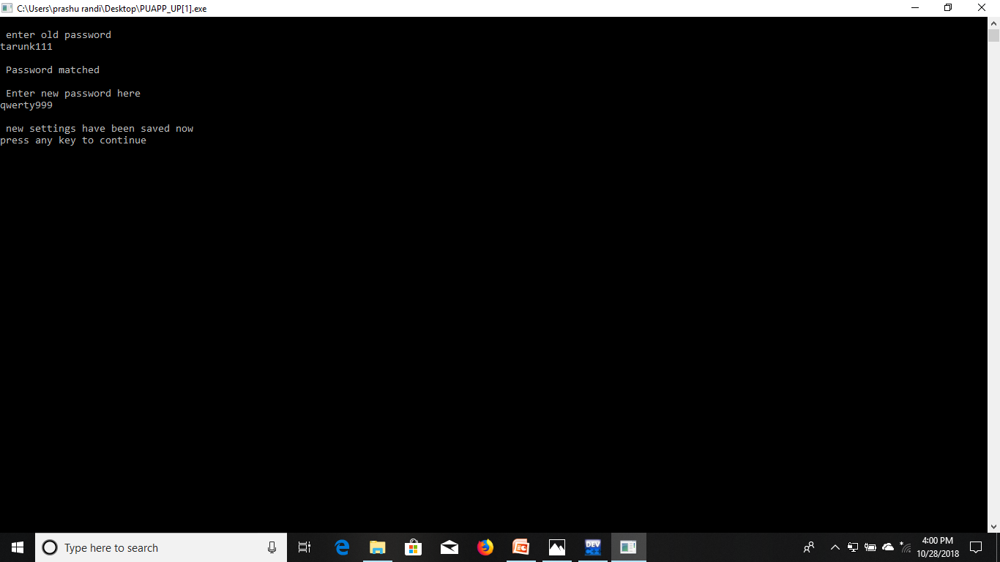 C:\Users\prashu randi\Desktop\PUAPP_UP[1].exe
enter old password
tarunk111
Password matched
Enter new password here
qwerty999
new settings have been saved now
press any key to continue
Type here to search
DEV
4:00 PM
10/28/2018